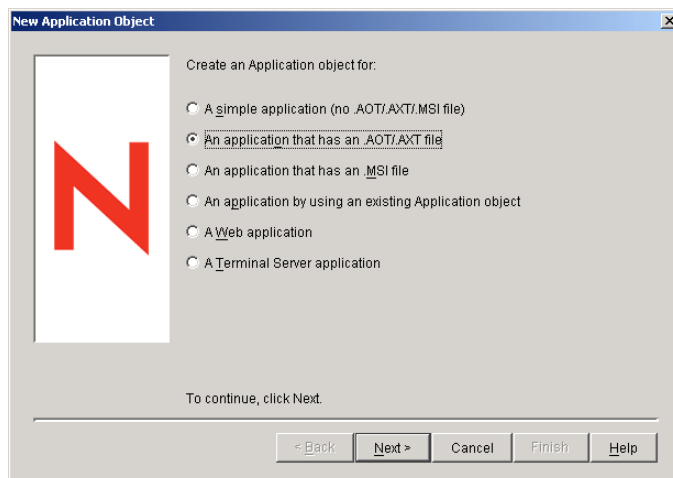 New Application Object
Create an Application object for:
A simple application (no .AOT/.AXT/.MSI file)
An application that has an .AOT/.AXT file
An application that has an .MSI file
An application by using an existing Application object
A Web application
A Terminal Server application
N
To continue, click Next.
< Back Next > Cancel Finish Help